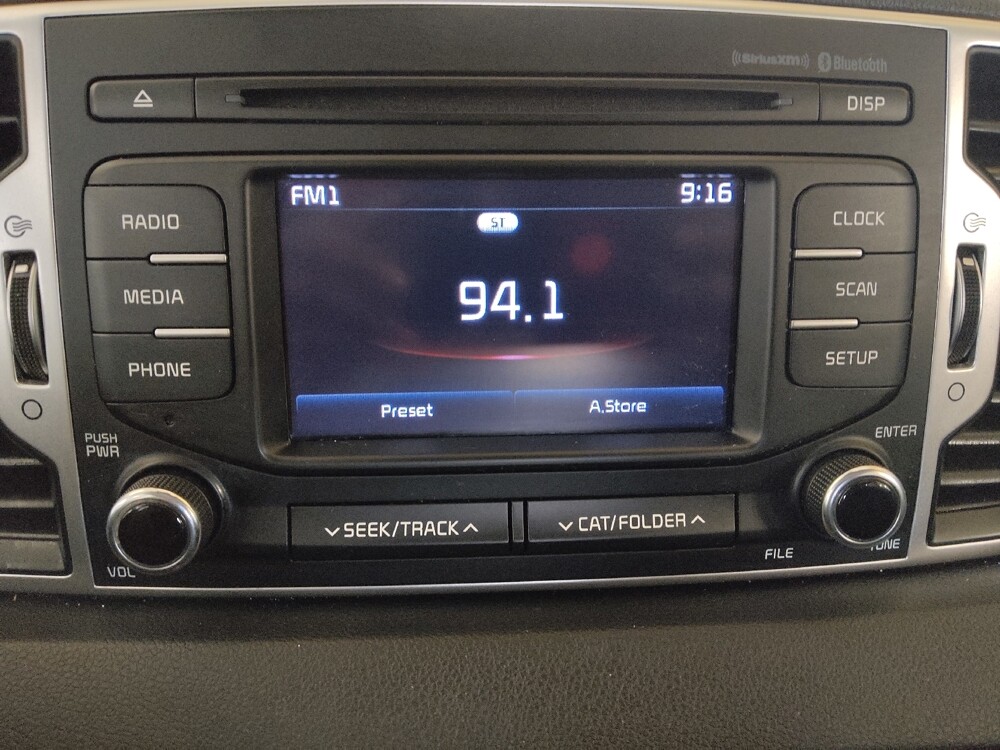 SiriusXM Bluetooth
DISP
FM1 9:16
ST
RADIO
CLOCK
94.1
MEDIA
SCAN
PHONE
SETUP
Preset A.Store
PUSH
PWR
ENTER
SEEK/TRACK
CAT/FOLDER
VOL
FILE
TUNE